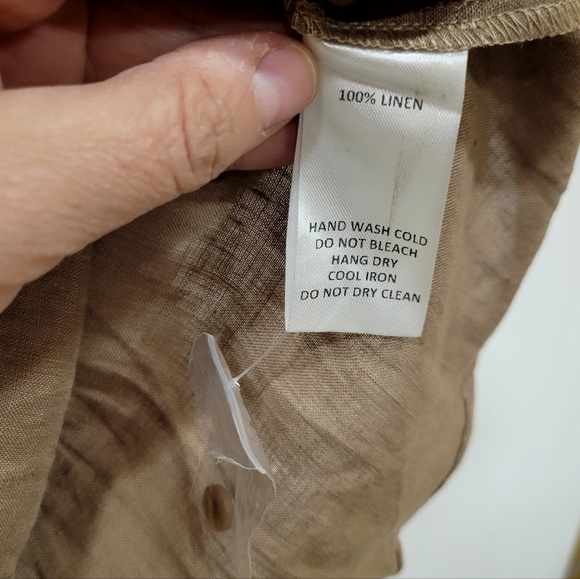 100% LINEN
HAND WASH COLD
DO NOT BLEACH
HANG DRY
COOL IRON
DO NOT DRY CLEAN